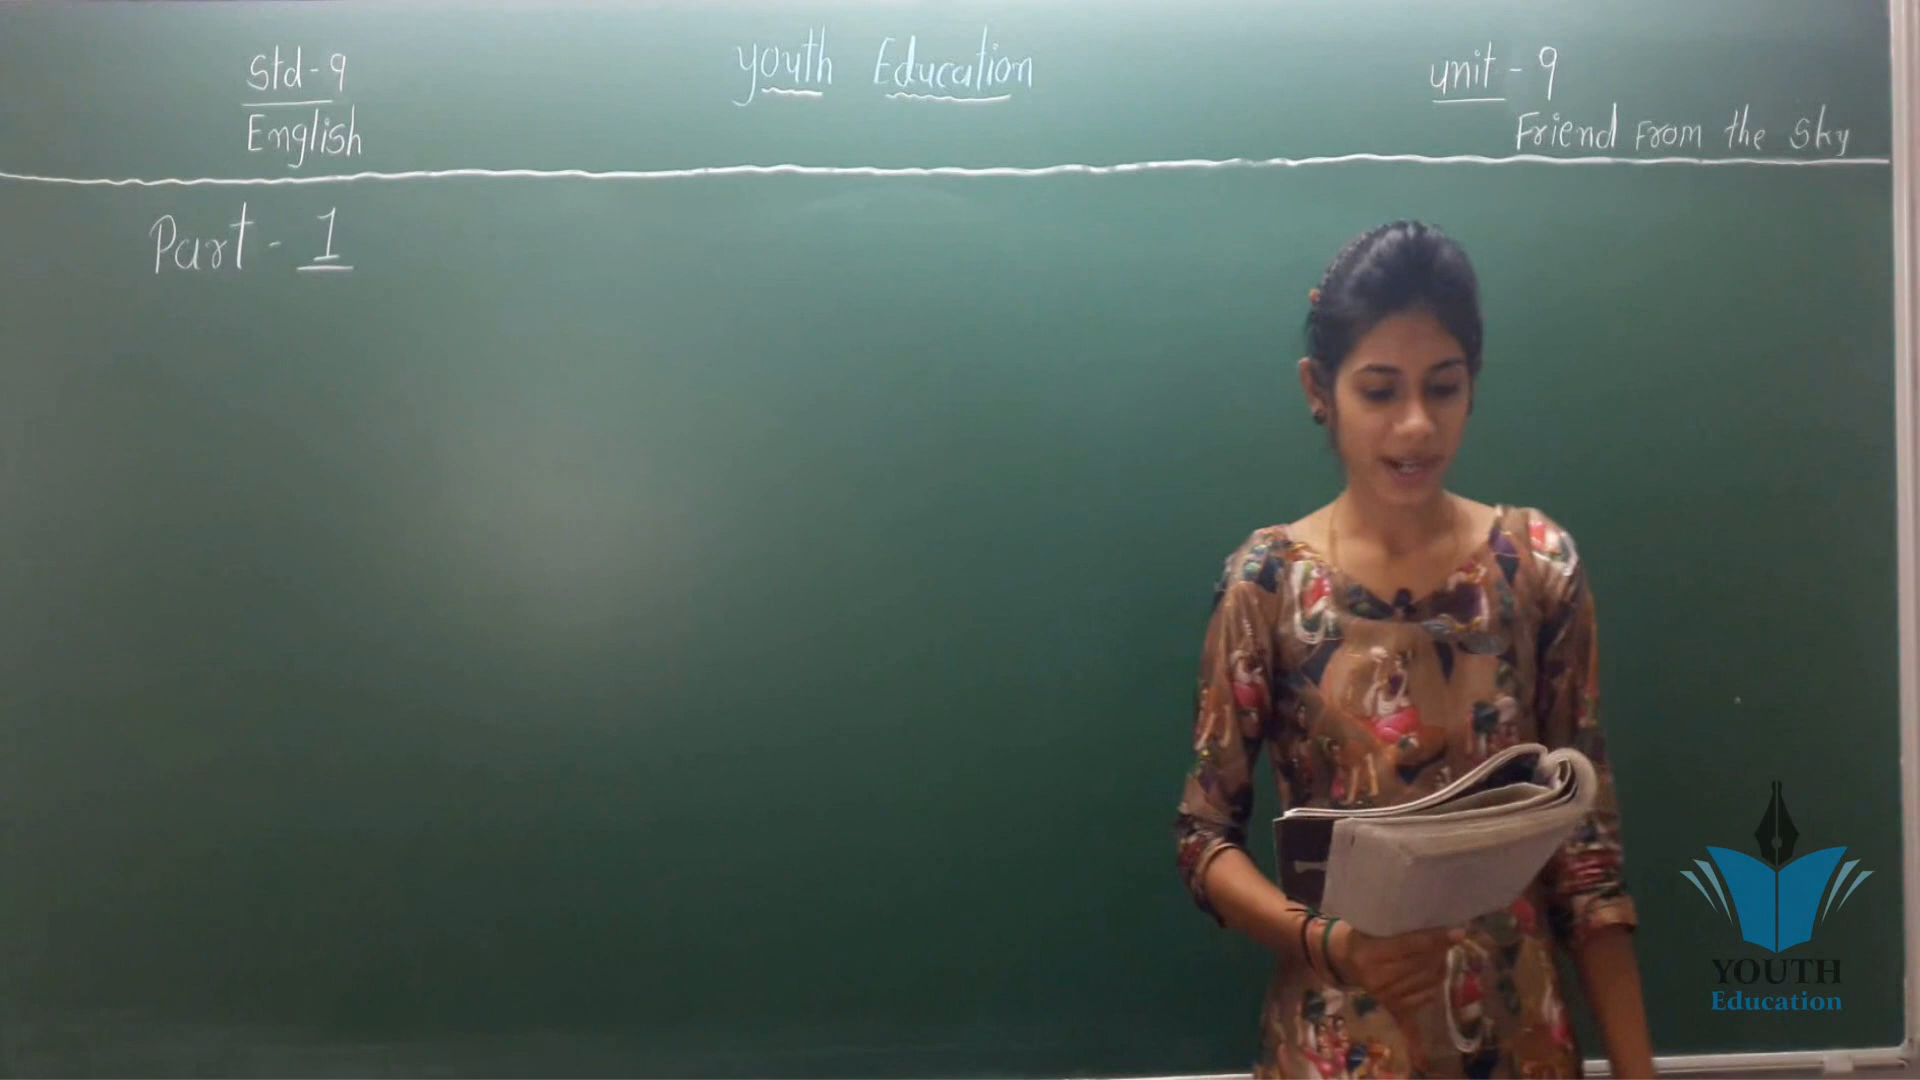 Std-9
English
youth Education
unit - 9
Friend From the Sky
Part - 1
YOUTH
Education